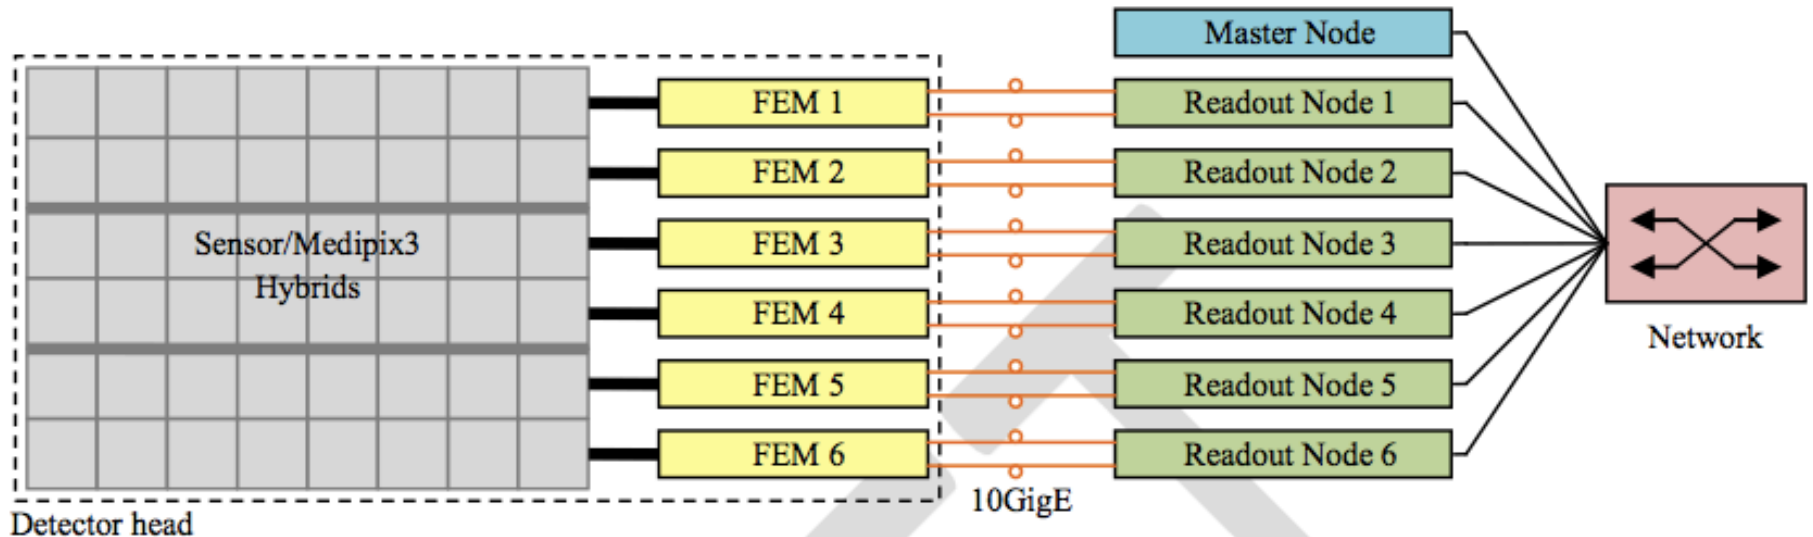 Master Node
FEM 1
Readout Node 1
FEM 2
Readout Node 2
Sensor/Medipix3
Hybrids
FEM 3
Readout Node 3
FEM 4
Readout Node 4
Network
FEM 5
Readout Node 5
FEM 6
Readout Node 6
10GigE
Detector head